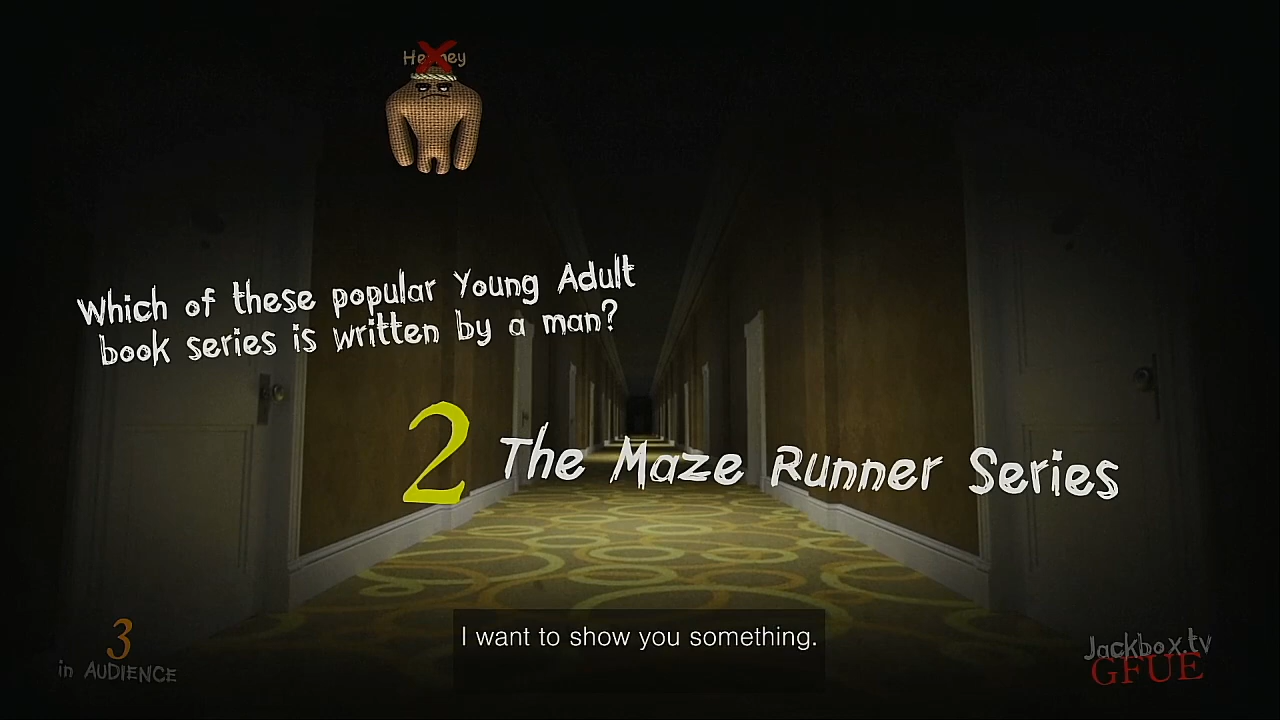 Which of these popular Young Adult
book series is written by a man?
2 The Maze Runner Series
I want to show you something.
3
in AUDIENCE
Jackbox.tv
GFUE